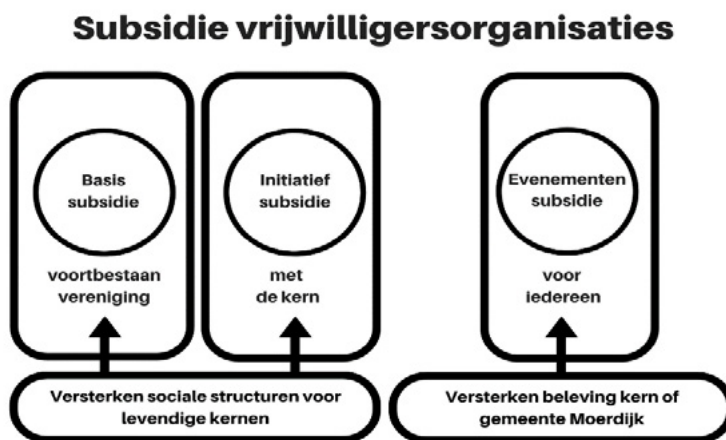 Subsidie vrijwilligersorganisaties
Basis
subsidie
voortbestaan
vereniging
Initiatief
subsidie
met
de kern
Evenementen
subsidie
voor
iedereen
Versterken sociale structuren voor
levendige kernen
Versterken beleving kern of
gemeente Moerdijk